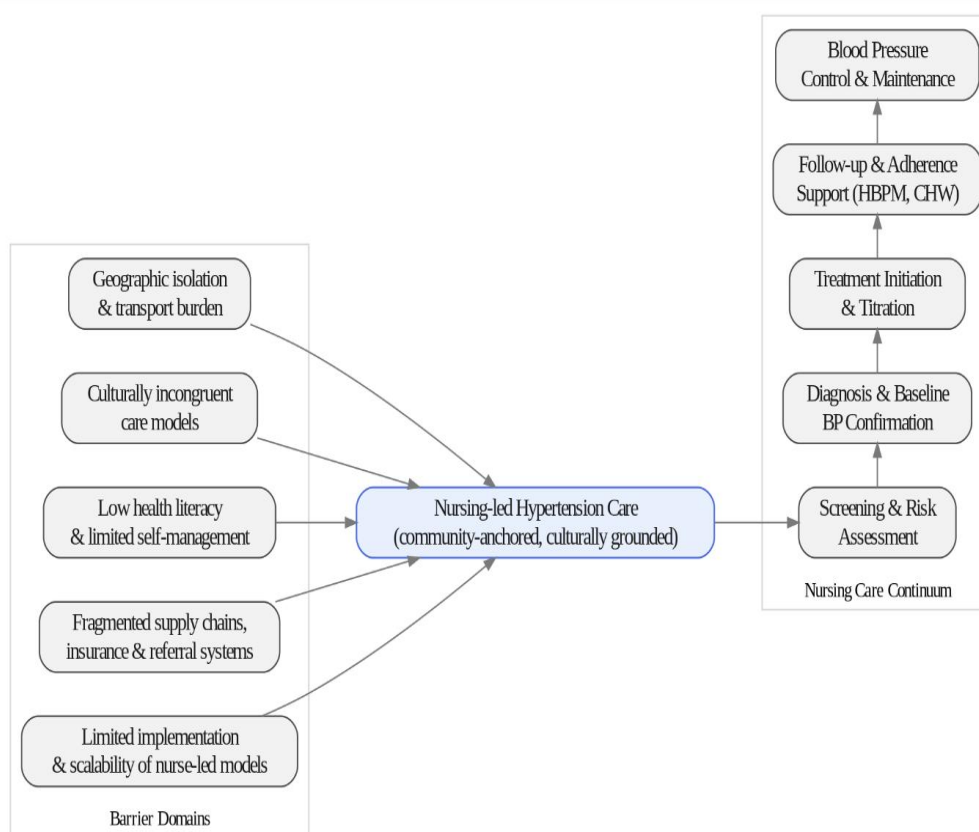 Geographic isolation
& transport burden
Culturally incongruent
care models
Low health literacy
& limited self-management
Fragmented supply chains,
insurance & referral systems
Limited implementation
& scalability of nurse-led models
Barrier Domains
Nursing-led Hypertension Care
(community-anchored, culturally grounded)
Blood Pressure
Control & Maintenance
Follow-up & Adherence
Support (HBPM, CHW)
Treatment Initiation
& Titration
Diagnosis & Baseline
BP Confirmation
Screening & Risk
Assessment
Nursing Care Continuum